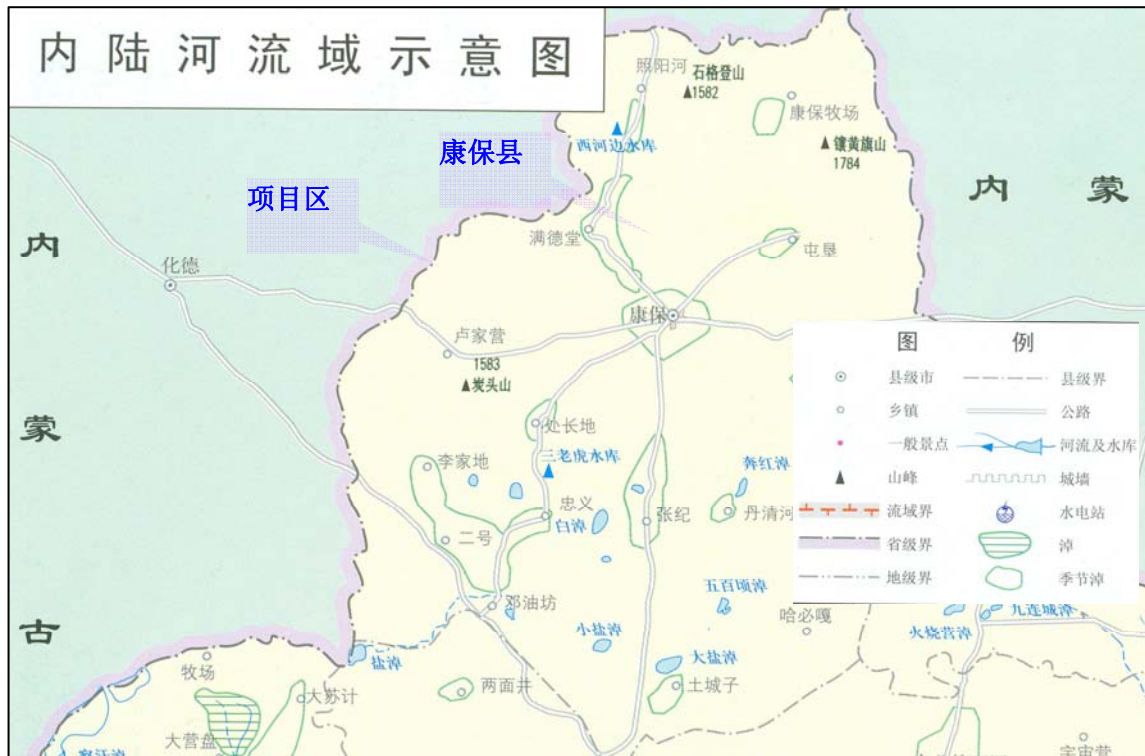 内陆河流域示意图
照阳河
石格登山
1582
康保牧场
西河边水库
镶黄旗山
1784
康保县
项目区
内蒙
内
蒙
古
满德堂
屯垦
化德
康保
卢家营
1583
炭头山
处长地
三老虎水库
李家地
奔红淖
忠义
白淖
张纪
丹清河
二号
五百顷淖
邓油坊
哈必嘎
小盐淖
大盐淖
盐淖
牧场
两面井
土城子
大苏计
大营盘
火烧营淖
九连城淖
图例
县级市
县级界
乡镇
公路
一般景点
河流及水库
山峰
城墙
流域界
水电站
省级界
淖
地级界
季节淖